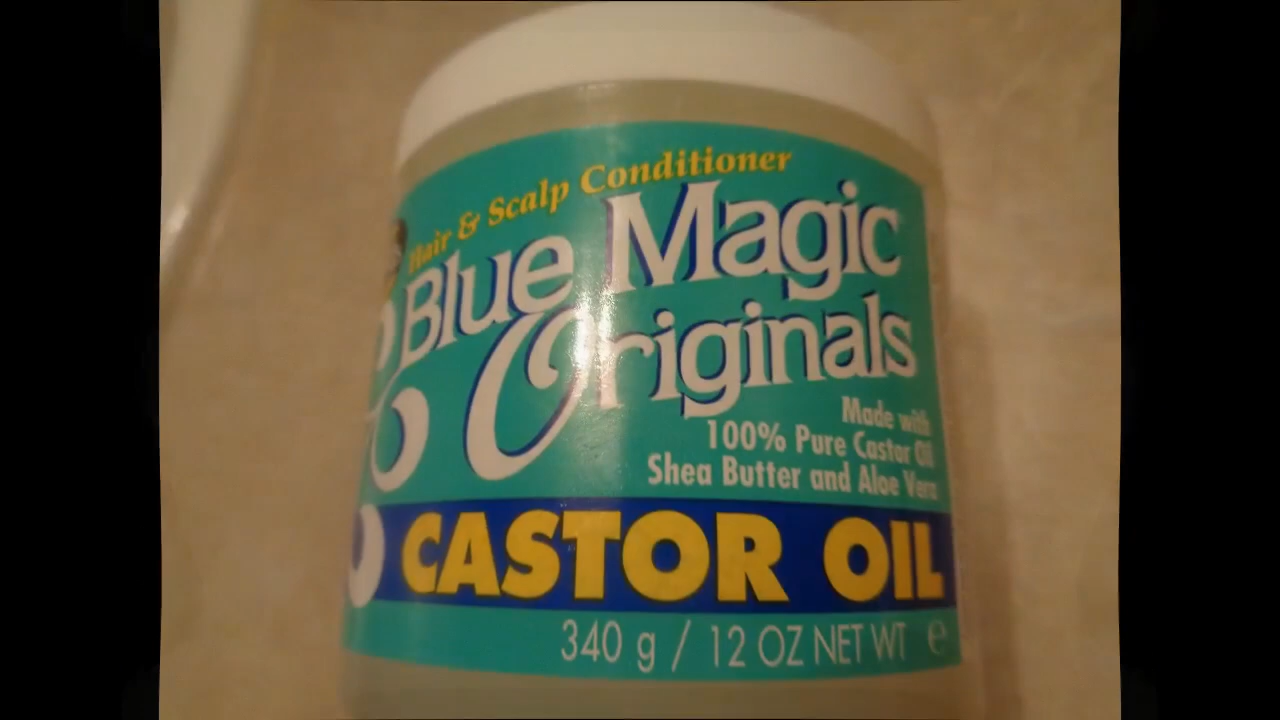 Hair & Scalp Conditioner
Blue Magic
Originals
Made with
100% Pure Castor Oil
Shea Butter and Aloe Vera
CASTOR OIL
340 g / 12 OZ NET WT e